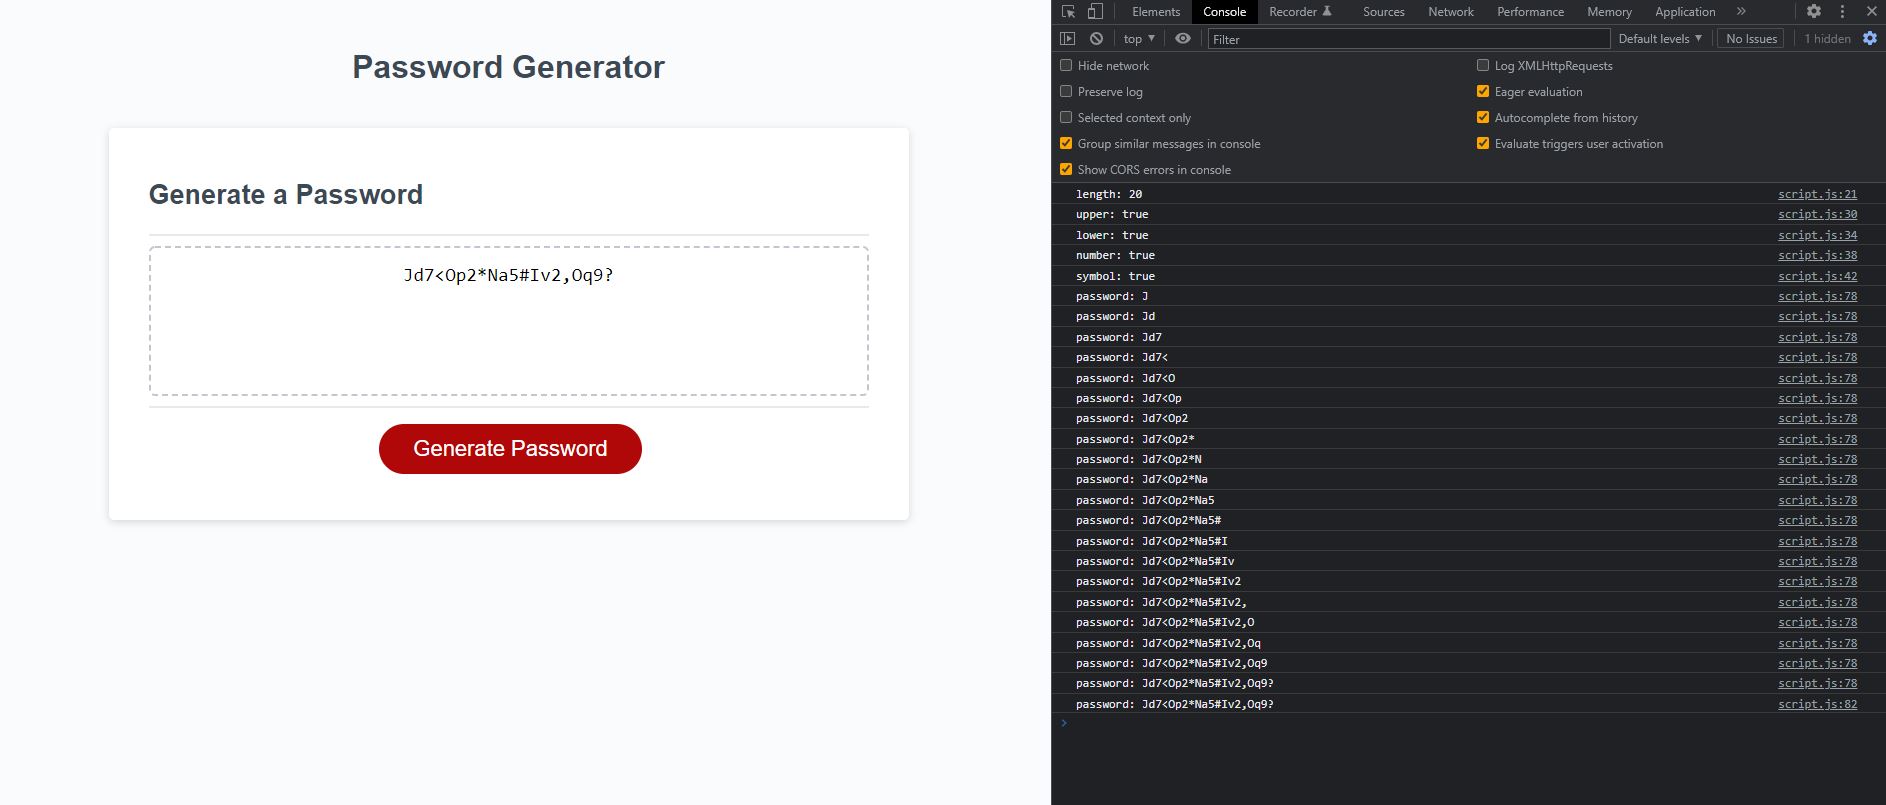 Password Generator
Generate a Password
Jd7<Op2*Na5#Iv2,Oq9?
Generate Password
Elements Console Recorder Sources Network Performance Memory Application »
top ▼ Filter Default levels ▼ No Issues 1 hidden
Hide network Log XMLHttpRequests
Preserve log Eager evaluation
Selected context only Autocomplete from history
Group similar messages in console Evaluate triggers user activation
Show CORS errors in console
length: 20 script.js:21
upper: true script.js:30
lower: true script.js:34
number: true script.js:38
symbol: true script.js:42
password: J script.js:78
password: Jd script.js:78
password: Jd7 script.js:78
password: Jd7< script.js:78
password: Jd7<O script.js:78
password: Jd7<Op script.js:78
password: Jd7<Op2 script.js:78
password: Jd7<Op2* script.js:78
password: Jd7<Op2*N script.js:78
password: Jd7<Op2*Na script.js:78
password: Jd7<Op2*Na5 script.js:78
password: Jd7<Op2*Na5# script.js:78
password: Jd7<Op2*Na5#I script.js:78
password: Jd7<Op2*Na5#Iv script.js:78
password: Jd7<Op2*Na5#Iv2 script.js:78
password: Jd7<Op2*Na5#Iv2, script.js:78
password: Jd7<Op2*Na5#Iv2,O script.js:78
password: Jd7<Op2*Na5#Iv2,Oq script.js:78
password: Jd7<Op2*Na5#Iv2,Oq9 script.js:78
password: Jd7<Op2*Na5#Iv2,Oq9? script.js:78
password: Jd7<Op2*Na5#Iv2,Oq9? script.js:82